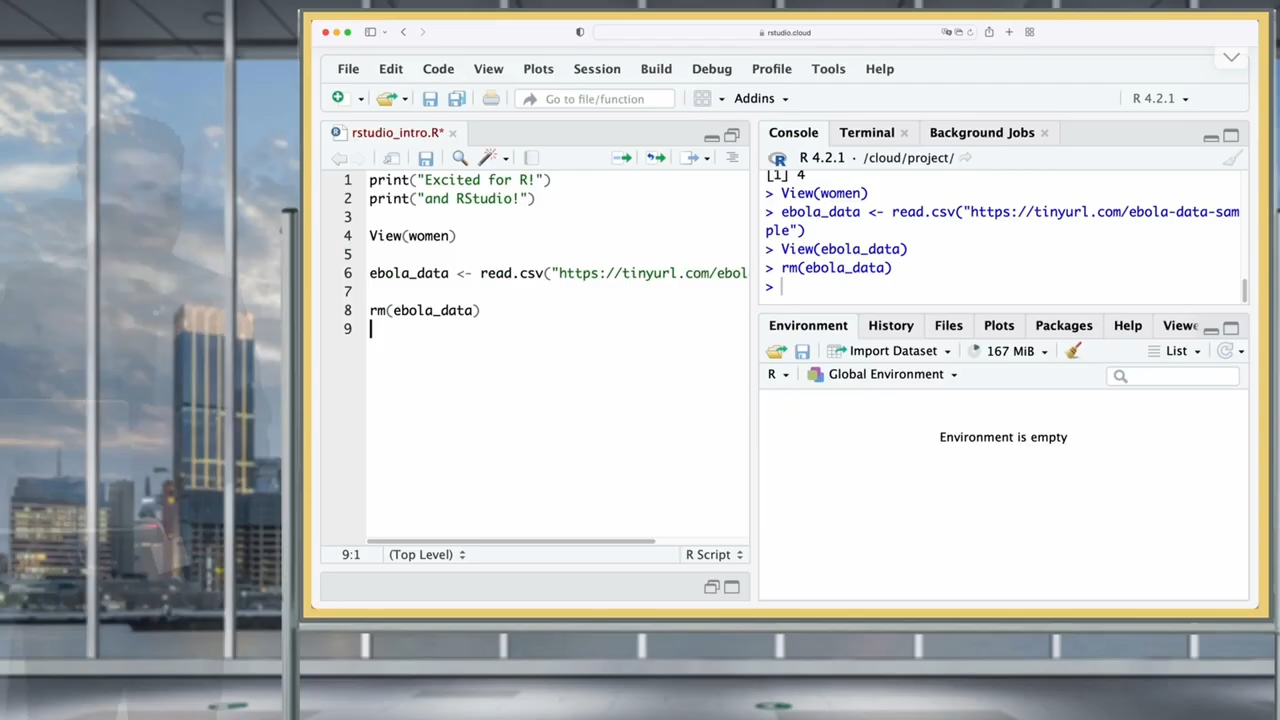 rstudio.cloud
File Edit Code View Plots Session Build Debug Profile Tools Help
Go to file/function Addins R 4.2.1
rstudio_intro.R*
1 print("Excited for R!")
2 print("and RStudio!")
3
4 View(women)
5
6 ebola_data <- read.csv("https://tinyurl.com/ebol
7
8 rm(ebola_data)
9
9:1 (Top Level) R Script
Console Terminal Background Jobs
R 4.2.1 · /cloud/project/
[1] 4
> View(women)
> ebola_data <- read.csv("https://tinyurl.com/ebola-data-sam
ple")
> View(ebola_data)
> rm(ebola_data)
>
Environment History Files Plots Packages Help Viewe
Import Dataset 167 MiB List
R Global Environment
Environment is empty